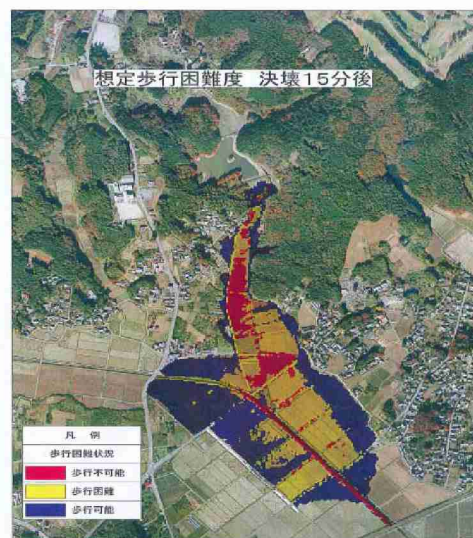 想定歩行困難度 決壊15分後
凡 例
歩行困難状況
歩行不可能
歩行困難
歩行可能